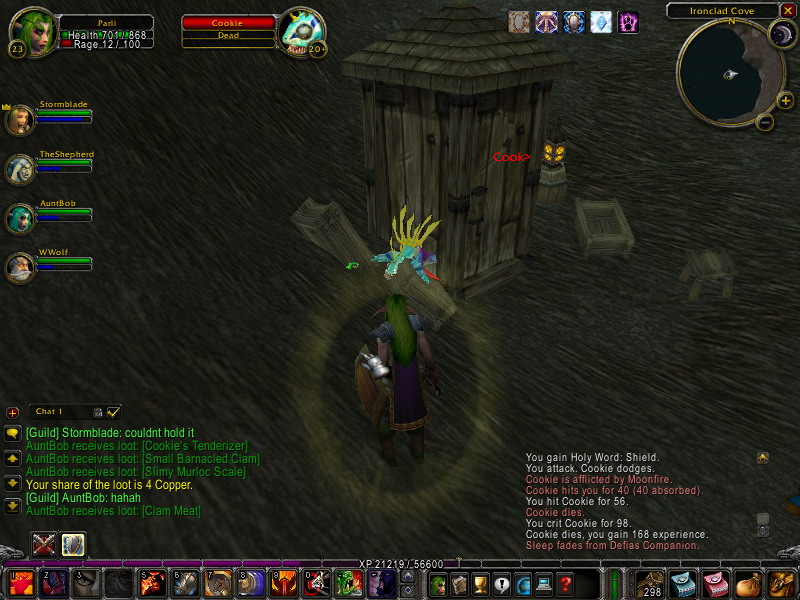 Parli
Health 701 / 868
Rage 12 / 100
23
Cookie
Dead
20+
Ironclad Cove
N
Stormblade
TheShepherd
AuntBob
WWolf
Cook>
Chat 1
[Guild] Stormblade: couldnt hold it
AuntBob receives loot: [Cookie's Tenderizer]
AuntBob receives loot: [Small Barnacled Clam]
AuntBob receives loot: [Slimy Murloc Scale]
Your share of the loot is 4 Copper.
[Guild] AuntBob: hahah
AuntBob receives loot: [Clam Meat]
You gain Holy Word: Shield.
You attack. Cookie dodges.
Cookie is afflicted by Moonfire.
Cookie hits you for 40 (40 absorbed).
You hit Cookie for 56.
Cookie dies.
You crit Cookie for 98.
Cookie dies, you gain 168 experience.
Sleep fades from Defias Companion.
XP 21219 / 56600
298